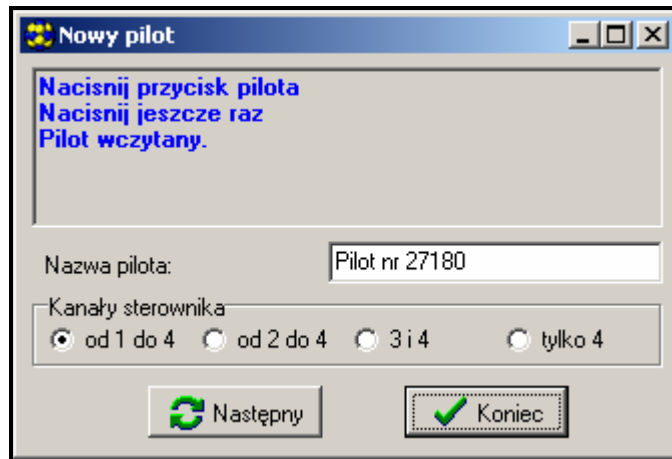 Nowy pilot
Nacisnij przycisk pilota
Nacisnij jeszcze raz
Pilot wczytany.
Nazwa pilota:
Pilot nr 27180
Kanały sterownika
od 1 do 4
od 2 do 4
3 i 4
tylko 4
Następny
Koniec